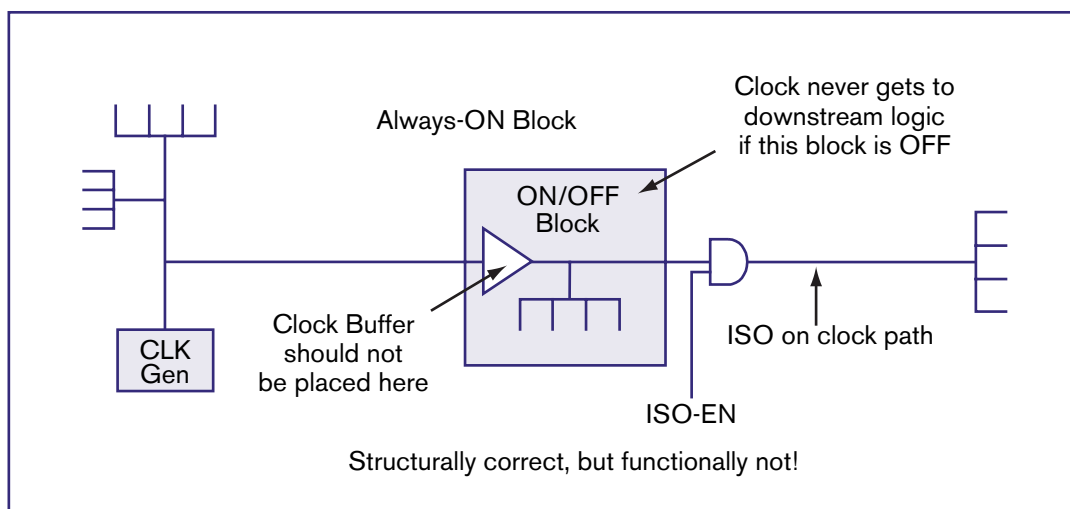 Always-ON Block
Clock never gets to
downstream logic
if this block is OFF
ON/OFF
Block
CLK
Gen
Clock Buffer
should not
be placed here
ISO on clock path
ISO-EN
Structurally correct, but functionally not!